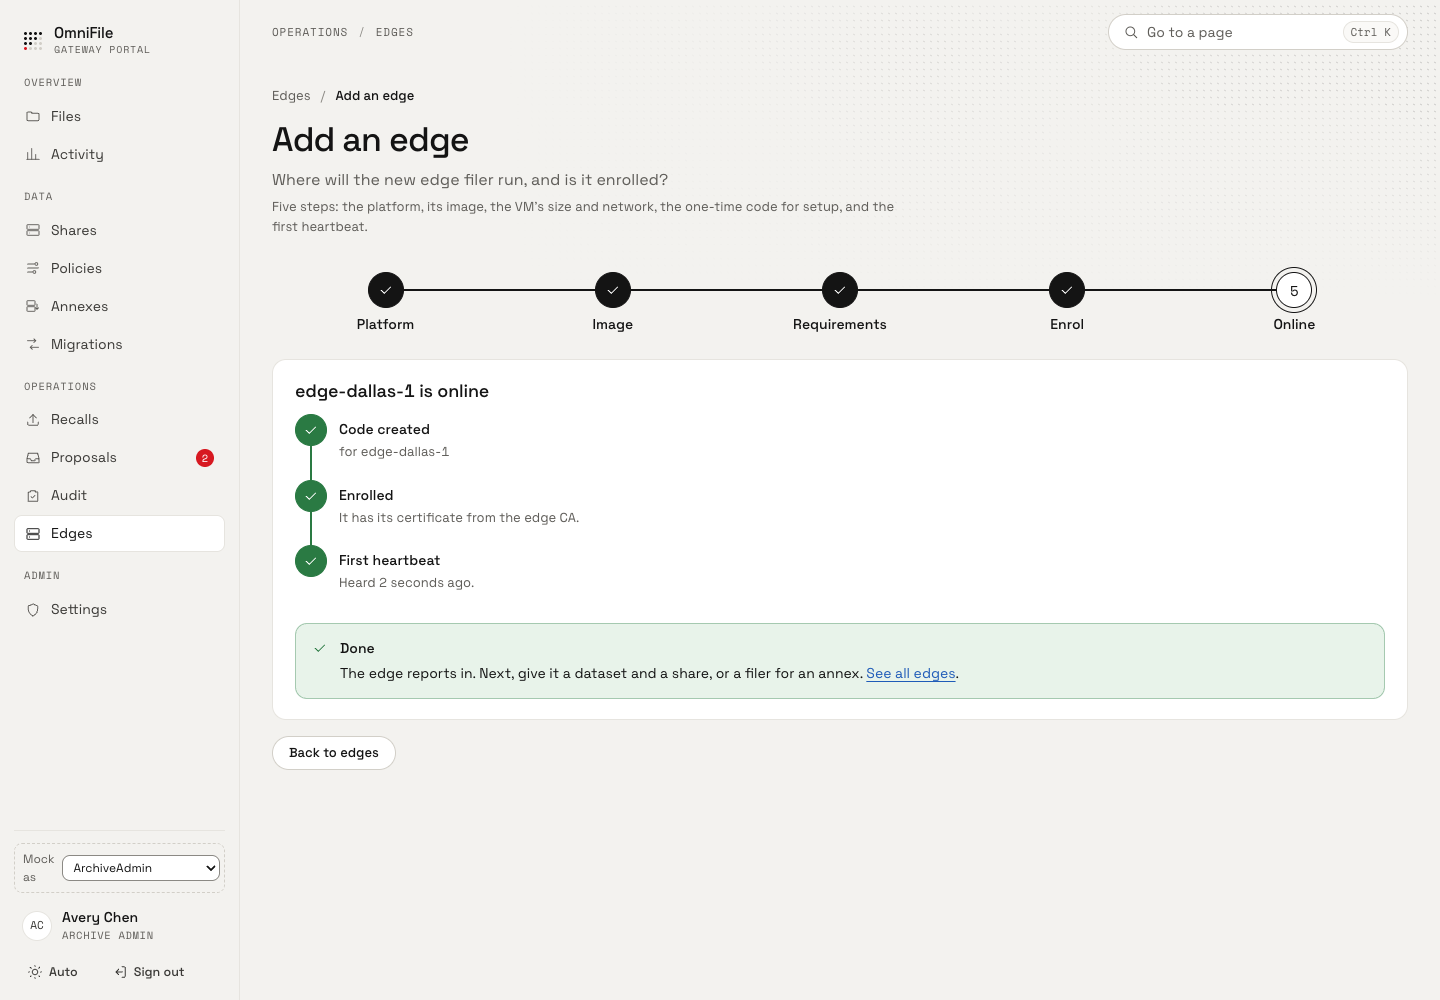 OmniFile
GATEWAY PORTAL
OVERVIEW
Files
Activity
DATA
Shares
Policies
Annexes
Migrations
OPERATIONS
Recalls
Proposals 2
Audit
Edges
ADMIN
Settings
Mock as ArchiveAdmin
AC Avery Chen
ARCHIVE ADMIN
Auto Sign out
OPERATIONS / EDGES
Go to a page Ctrl K
Edges / Add an edge
Add an edge
Where will the new edge filer run, and is it enrolled?
Five steps: the platform, its image, the VM's size and network, the one-time code for setup, and the
first heartbeat.
5
Platform Image Requirements Enrol Online
edge-dallas-1 is online
Code created
for edge-dallas-1
Enrolled
It has its certificate from the edge CA.
First heartbeat
Heard 2 seconds ago.
Done
The edge reports in. Next, give it a dataset and a share, or a filer for an annex. See all edges.
Back to edges